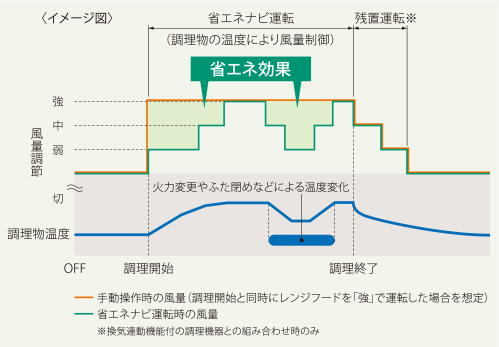 〈イメージ図〉
省エネナビ運転
残置運転※
(調理物の温度により風量制御)
省エネ効果
強
中
弱
風量調節
切
火力変更やふた閉めなどによる温度変化
調理物温度
OFF
調理開始
調理終了
手動操作時の風量(調理開始と同時にレンジフードを「強」で運転した場合を想定)
省エネナビ運転時の風量
※換気連動機能付の調理機器との組み合わせ時のみ